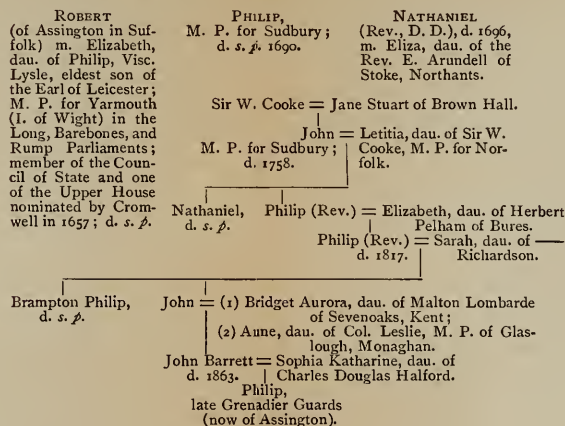 ROBERT
(of Assington in Suf-
folk) m. Elizabeth,
dau. of Philip, Visc.
Lysle, eldest son of
the Earl of Leicester;
M. P. for Yarmouth
(I. of Wight) in the
Long, Barebones, and
Rump Parliaments;
member of the Coun-
cil of State and one
of the Upper House
nominated by Crom-
well in 1657; d. s. p.
PHILIP,
M. P. for Sudbury;
d. s. p. 1690.
NATHANIEL
(Rev., D. D.), d. 1696,
m. Eliza, dau. of the
Rev. E. Arundell of
Stoke, Northants.
Sir W. Cooke = Jane Stuart of Brown Hall.
John = Letitia, dau. of Sir W.
M. P. for Sudbury; Cooke, M. P. for Nor-
d. 1758. folk.
Nathaniel, Philip (Rev.) = Elizabeth, dau. of Herbert
d. s. p. Pelham of Bures.
Philip (Rev.) = Sarah, dau. of —
d. 1817. Richardson.
Brampton Philip, John = (1) Bridget Aurora, dau. of Malton Lombarde
d. s. p. of Sevenoaks, Kent;
(2) Anne, dau. of Col. Leslie, M. P. of Glas-
lough, Monaghan.
John Barrett = Sophia Katharine, dau. of
d. 1863. Charles Douglas Halford.
Philip,
late Grenadier Guards
(now of Assington).